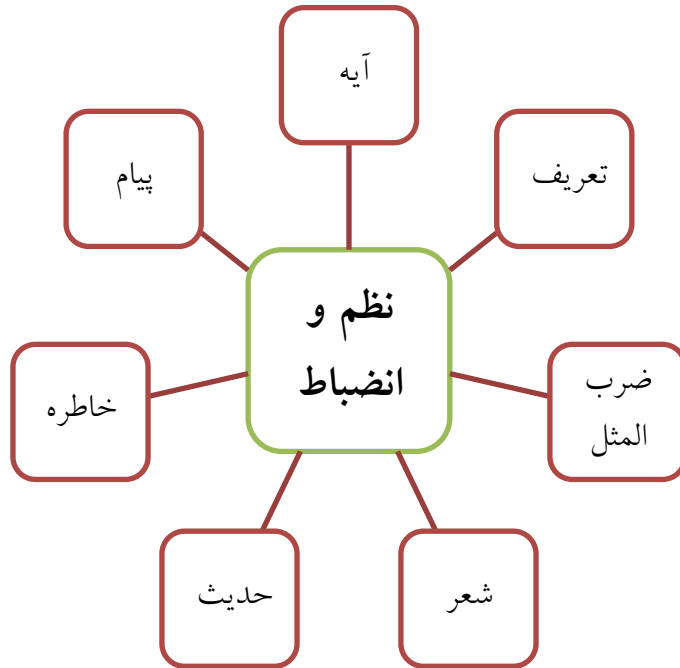 آیه
تعریف
پیام
نظم و
انضباط
ضرب
المثل
خاطره
شعر
حدیث